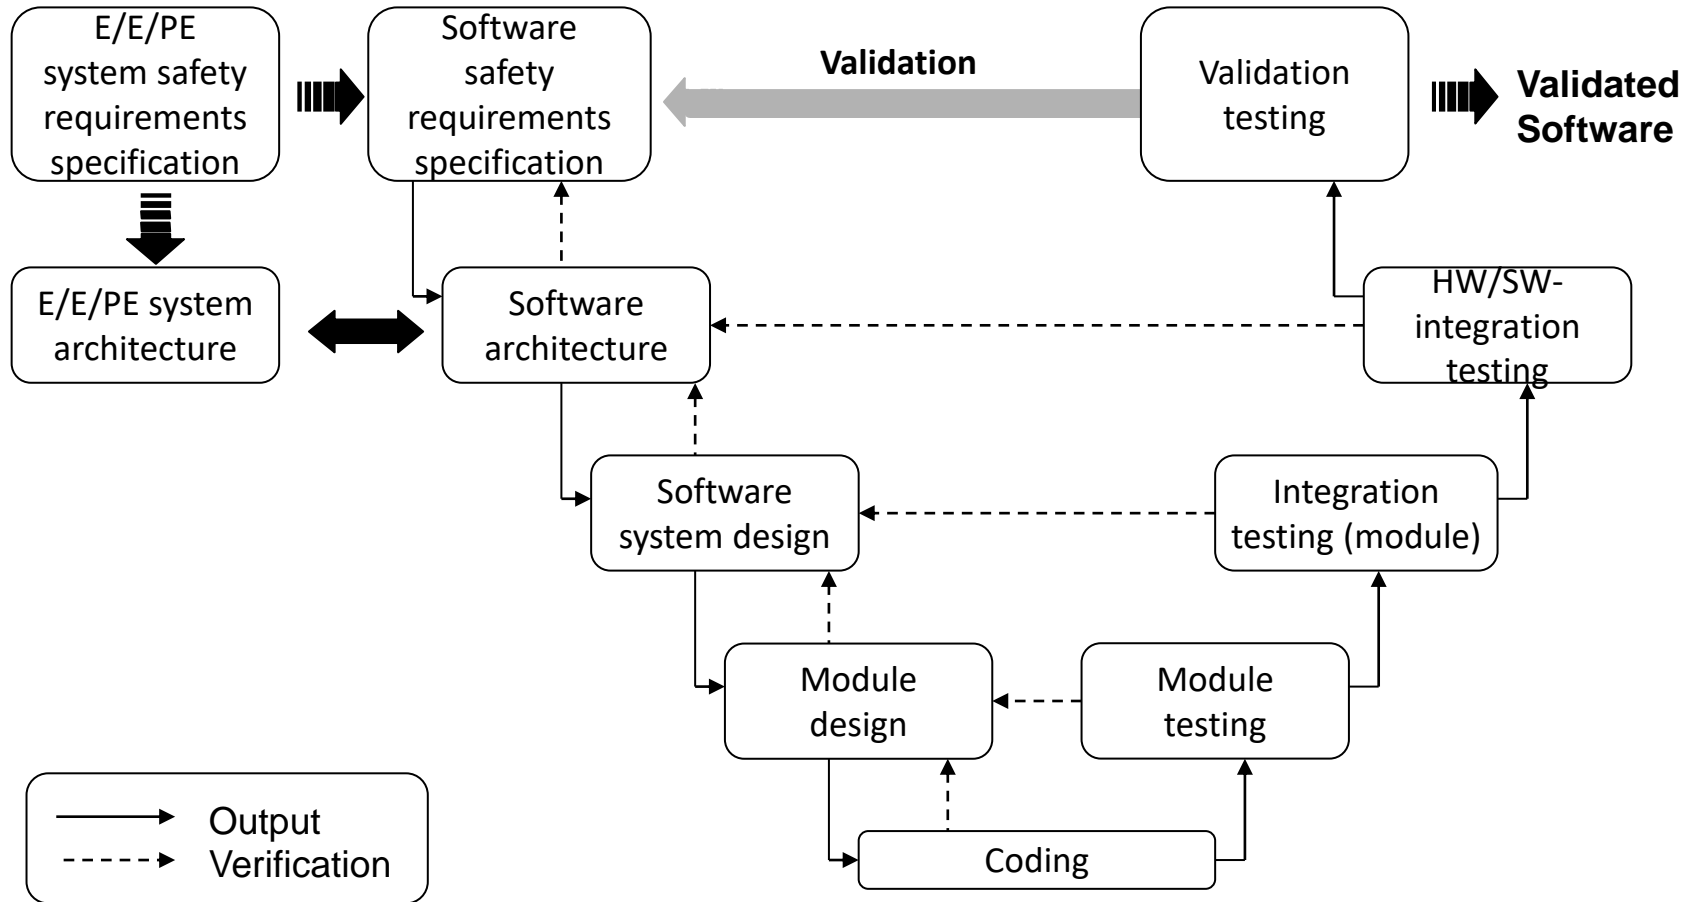 E/E/PE
system safety
requirements
specification
Software
safety
requirements
specification
Validation
Validation
testing
Validated
Software
E/E/PE system
architecture
Software
architecture
HW/SW-
integration
testing
Software
system design
Integration
testing (module)
Module
design
Module
testing
Output
Verification
Coding